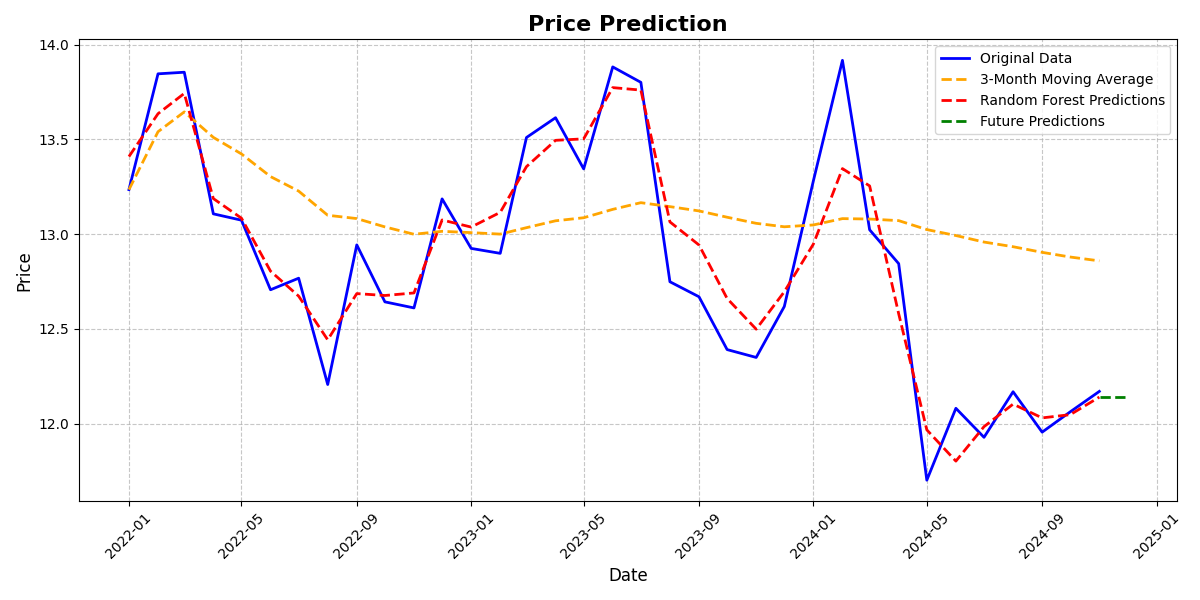 Price Prediction
Original Data
3-Month Moving Average
Random Forest Predictions
Future Predictions
14.0
13.5
13.0
12.5
12.0
Price
2022-01
2022-05
2022-09
2023-01
2023-05
2023-09
2024-01
2024-05
2024-09
2025-01
Date